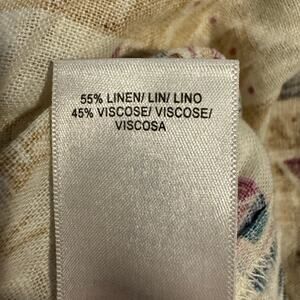 55% LINEN/ LIN/ LINO
45% VISCOSE/ VISCOSE/
VISCOSA